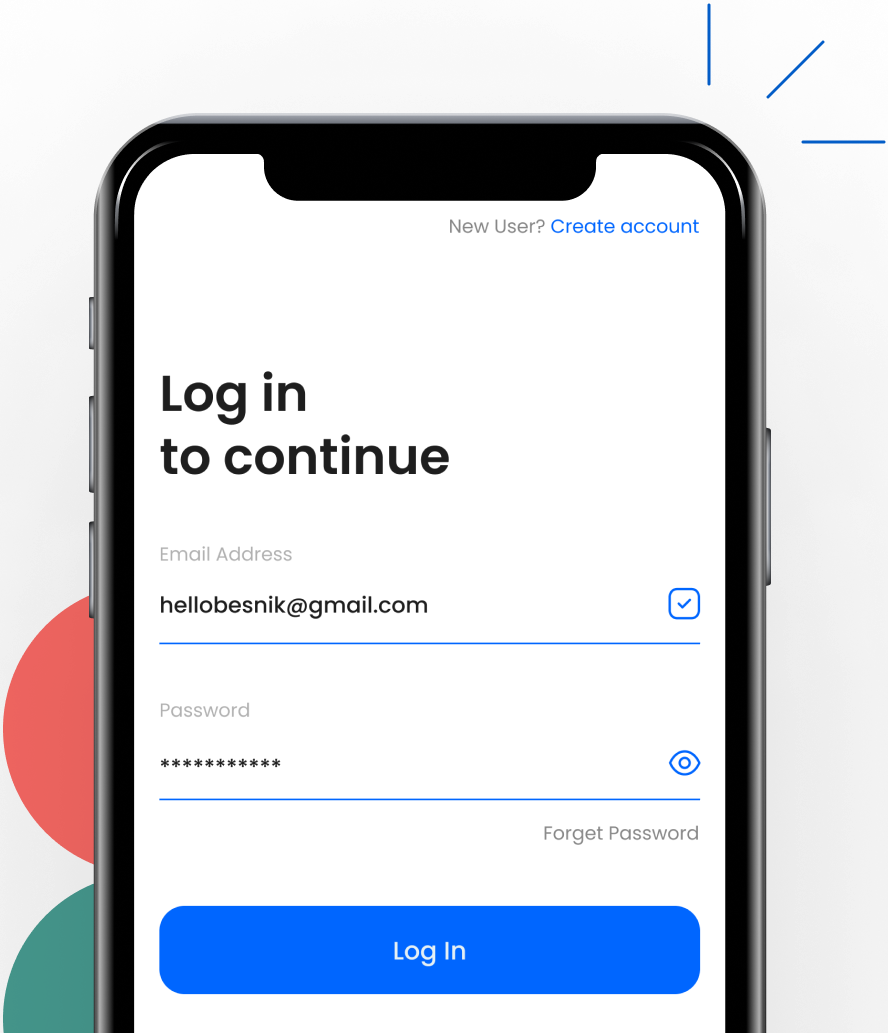 New User? Create account
Log in
to continue
Email Address
hellobesnik@gmail.com
Password
***********
Forget Password
Log In